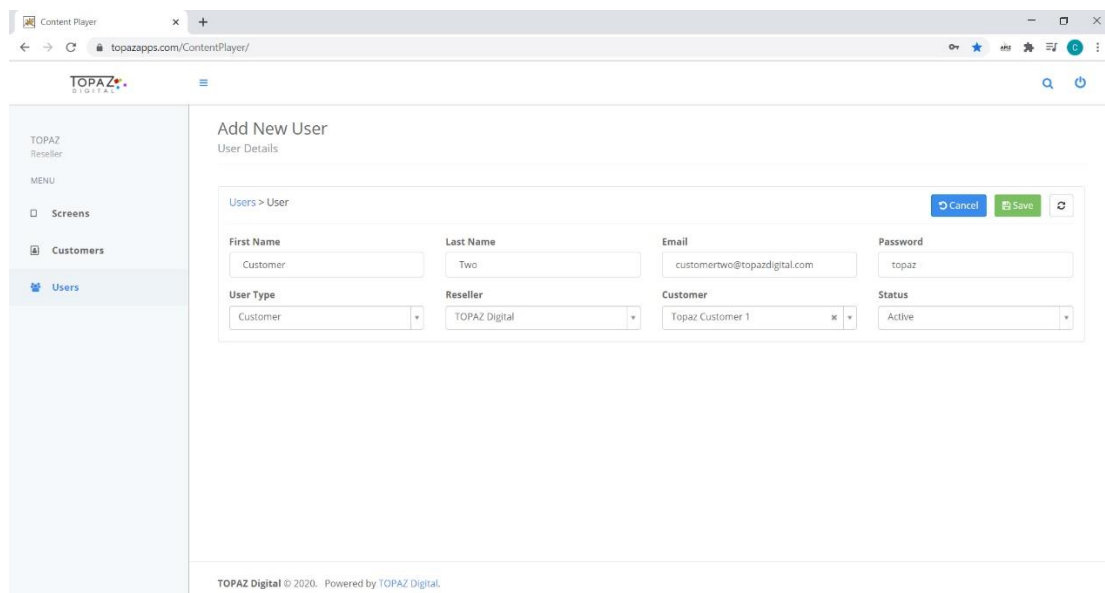 Content Player
topazapps.com/ContentPlayer/
TOPAZ
DIGITAL
TOPAZ
Reseller
MENU
Screens
Customers
Users
Add New User
User Details
Users > User
Cancel Save
First Name Last Name Email Password
Customer Two customertwo@topazdigital.com topaz
User Type Reseller Customer Status
Customer TOPAZ Digital Topaz Customer 1 Active
TOPAZ Digital © 2020. Powered by TOPAZ Digital.